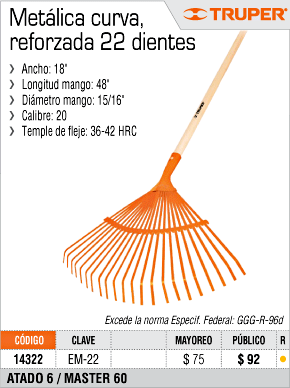 Metálica curva,
reforzada 22 dientes
TRUPER®
❯ Ancho: 18"
❯ Longitud mango: 48"
❯ Diámetro mango: 15/16"
❯ Calibre: 20
❯ Temple de fleje: 36-42 HRC
Excede la norma Específ. Federal: GGG-R-96d
CÓDIGO CLAVE MAYOREO PÚBLICO R
14322 EM-22 $ 75 $ 92
ATADO 6 / MASTER 60